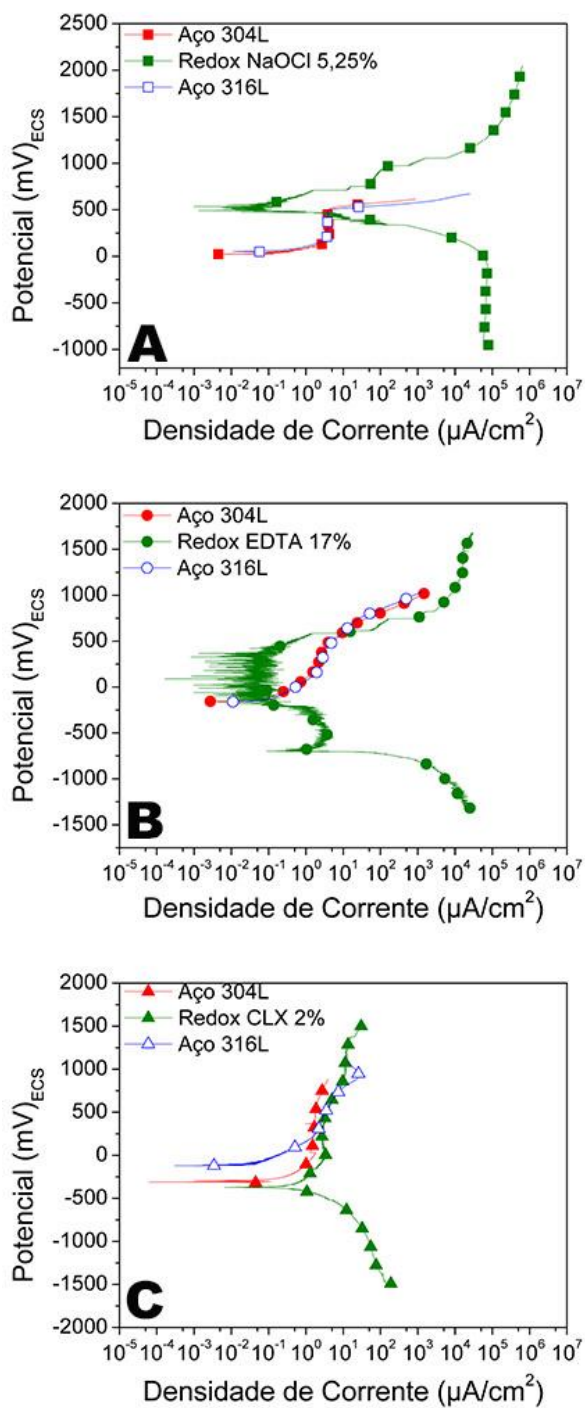 Aço 304L
Redox NaOCl 5,25%
Aço 316L
2500
2000
1500
1000
500
0
-500
-1000
Potencial (mV)ECS
A
10⁻⁵ 10⁻⁴ 10⁻³ 10⁻² 10⁻¹ 10⁰ 10¹ 10² 10³ 10⁴ 10⁵ 10⁶ 10⁷
Densidade de Corrente (µA/cm²)
Aço 304L
Redox EDTA 17%
Aço 316L
2000
1500
1000
500
0
-500
-1000
-1500
Potencial (mV)ECS
B
10⁻⁵ 10⁻⁴ 10⁻³ 10⁻² 10⁻¹ 10⁰ 10¹ 10² 10³ 10⁴ 10⁵ 10⁶ 10⁷
Densidade de Corrente (µA/cm²)
Aço 304L
Redox CLX 2%
Aço 316L
2000
1500
1000
500
0
-500
-1000
-1500
-2000
Potencial (mV)ECS
C
10⁻⁵ 10⁻⁴ 10⁻³ 10⁻² 10⁻¹ 10⁰ 10¹ 10² 10³ 10⁴ 10⁵ 10⁶ 10⁷
Densidade de Corrente (µA/cm²)